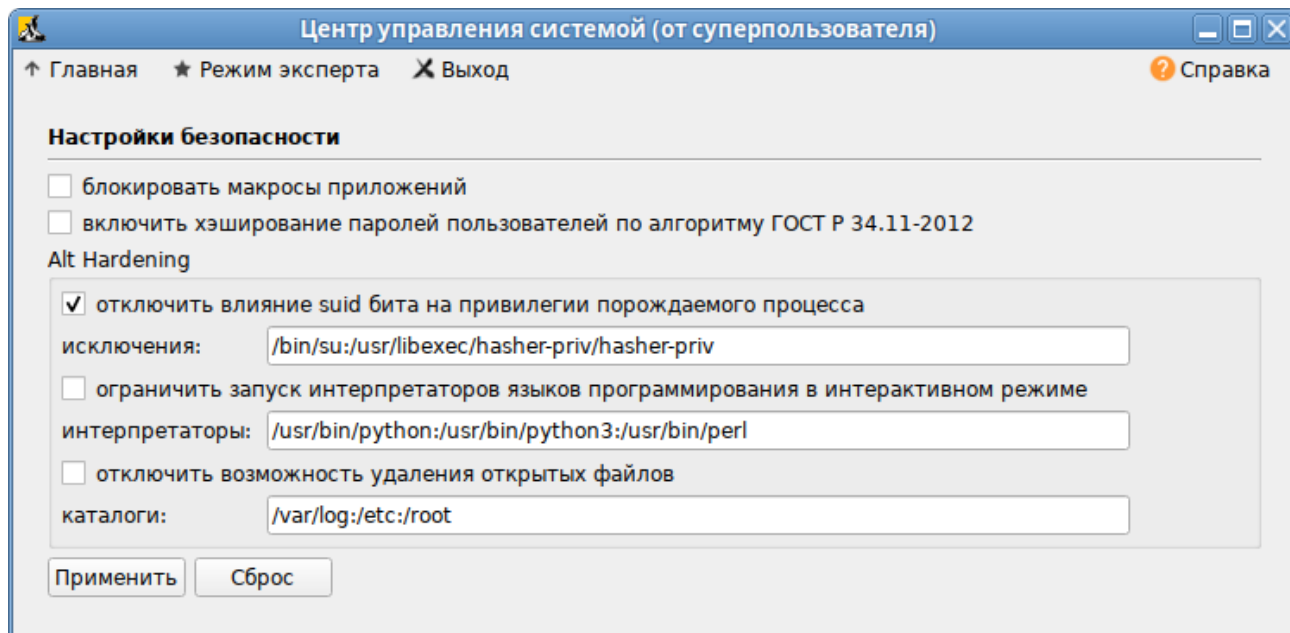 Центр управления системой (от суперпользователя)
Главная Режим эксперта Выход Справка
Настройки безопасности
блокировать макросы приложений
включить хэширование паролей пользователей по алгоритму ГОСТ Р 34.11-2012
Alt Hardening
отключить влияние suid бита на привилегии порождаемого процесса
исключения: /bin/su:/usr/libexec/hasher-priv/hasher-priv
ограничить запуск интерпретаторов языков программирования в интерактивном режиме
интерпретаторы: /usr/bin/python:/usr/bin/python3:/usr/bin/perl
отключить возможность удаления открытых файлов
каталоги: /var/log:/etc:/root
Применить Сброс